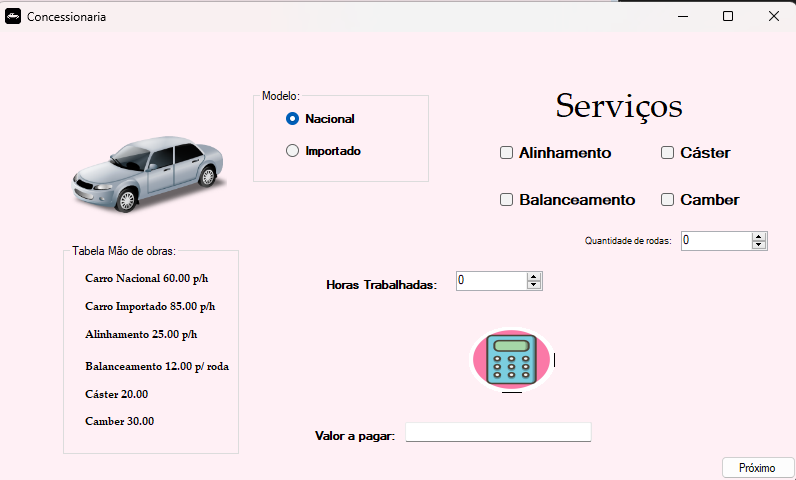 Concessionaria
Modelo:
Nacional
Importado
Serviços
Alinhamento
Cáster
Balanceamento
Camber
Quantidade de rodas:
0
Tabela Mão de obras:
Carro Nacional 60.00 p/h
Carro Importado 85.00 p/h
Alinhamento 25.00 p/h
Balanceamento 12.00 p/ roda
Cáster 20.00
Camber 30.00
Horas Trabalhadas:
0
Valor a pagar:
Próximo